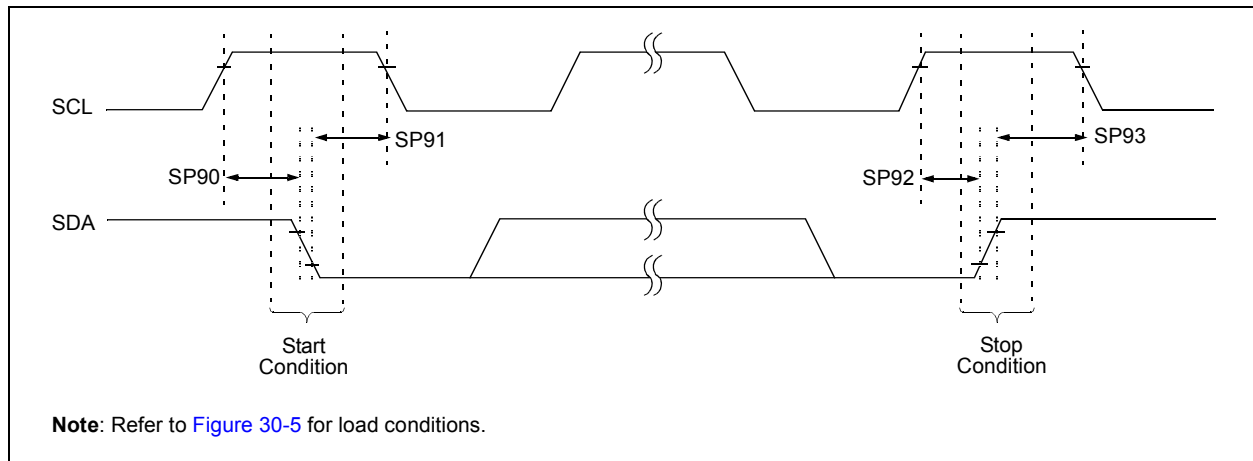 SCL
SP91
SP93
SP90
SP92
SDA
Start
Condition
Stop
Condition
Note: Refer to Figure 30-5 for load conditions.